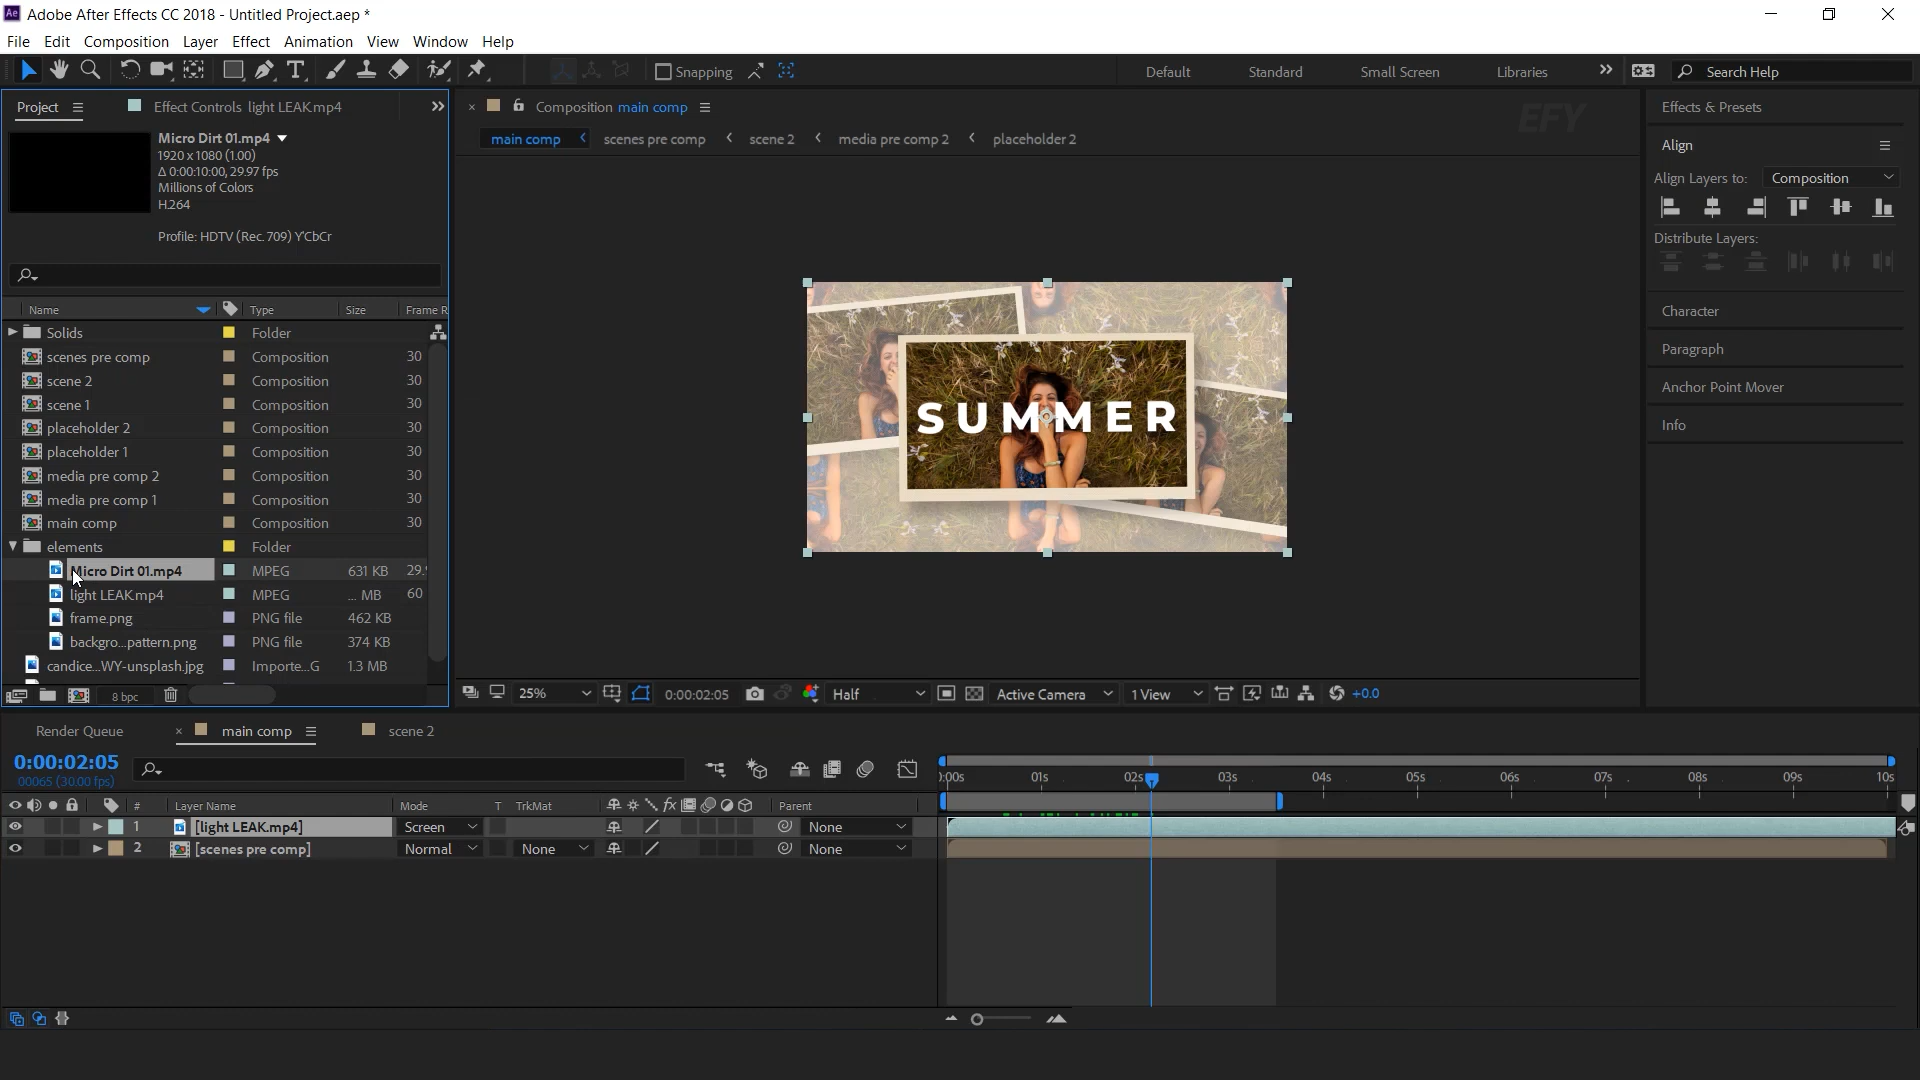 Ae Adobe After Effects CC 2018 - Untitled Project.aep *
File Edit Composition Layer Effect Animation View Window Help
T Snapping Default Standard Small Screen Libraries Search Help
Project Effect Controls light LEAK.mp4
Composition main comp
EFY
Effects & Presets
main comp scenes pre comp scene 2 media pre comp 2 placeholder 2
Micro Dirt 01.mp4
1920 x 1080 (1.00)
Δ 0:00:10:00, 29.97 fps
Millions of Colors
H.264
Profile: HDTV (Rec. 709) Y'CbCr
Align
Align Layers to: Composition
Distribute Layers:
Character
Paragraph
Anchor Point Mover
Info
Name Type Size Frame R
Solids Folder
scenes pre comp Composition 30
scene 2 Composition 30
scene 1 Composition 30
placeholder 2 Composition 30
placeholder 1 Composition 30
media pre comp 2 Composition 30
media pre comp 1 Composition 30
main comp Composition 30
elements Folder
Micro Dirt 01.mp4 MPEG 631 KB 29.
light LEAK.mp4 MPEG ... MB 60
frame.png PNG file 462 KB
backgro...pattern.png PNG file 374 KB
candice...WY-unsplash.jpg Importe...G 1.3 MB
8 bpc
SUMMER
25% 0:00:02:05 Half Active Camera 1 View +0.0
Render Queue main comp scene 2
0:00:02:05
00065 (30.00 fps)
):00s 01s 02s 03s 04s 05s 06s 07s 08s 09s 10s
# Layer Name Mode T TrkMat fx Parent
1 [light LEAK.mp4] Screen None
2 [scenes pre comp] Normal None None